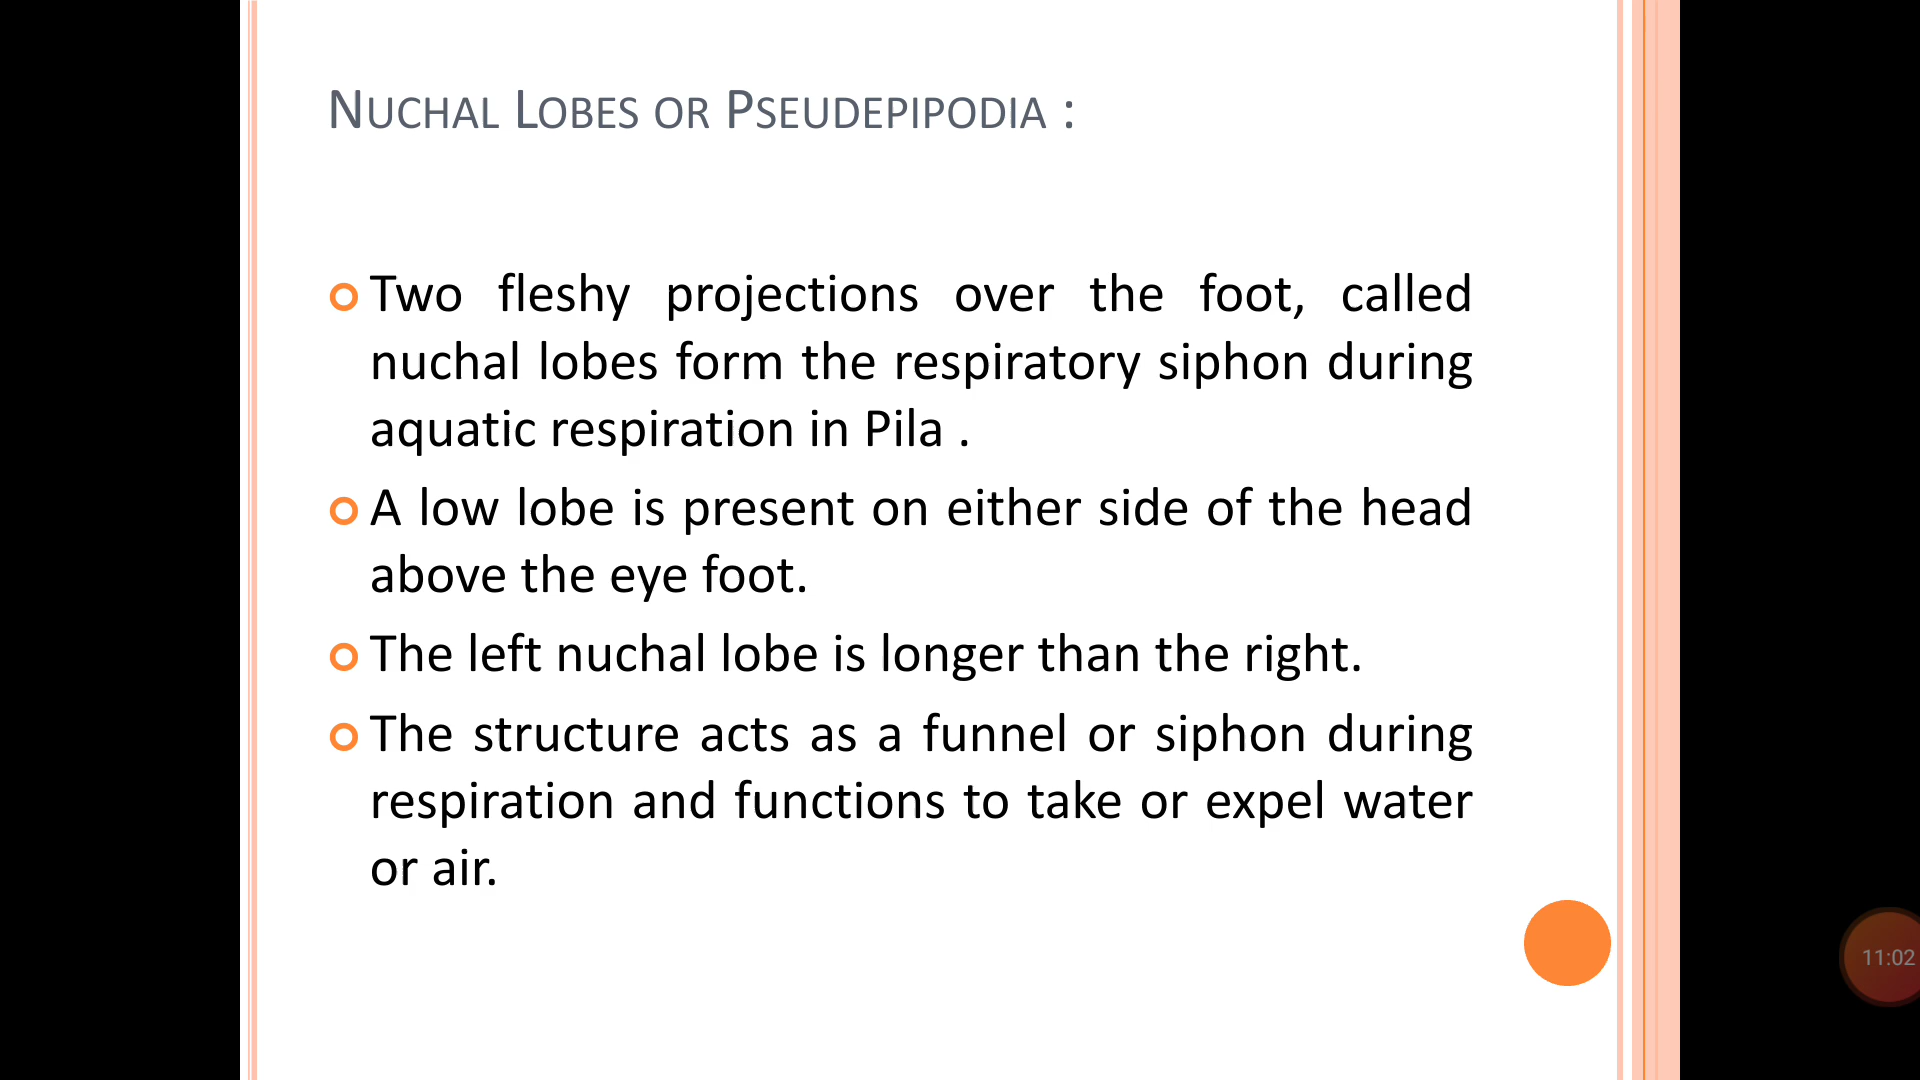 NUCHAL LOBES OR PSEUDEPIPODIA :
Two fleshy projections over the foot, called
nuchal lobes form the respiratory siphon during
aquatic respiration in Pila .
A low lobe is present on either side of the head
above the eye foot.
The left nuchal lobe is longer than the right.
The structure acts as a funnel or siphon during
respiration and functions to take or expel water
or air.
11:02